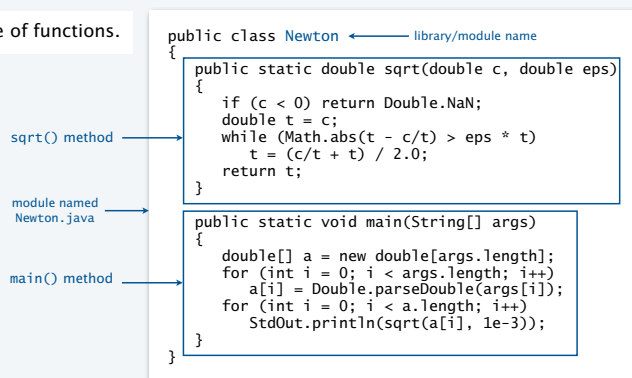 e of functions.
public class Newton
library/module name
{
public static double sqrt(double c, double eps)
{
if (c < 0) return Double.NaN;
double t = c;
while (Math.abs(t - c/t) > eps * t)
t = (c/t + t) / 2.0;
return t;
}
sqrt() method
module named
Newton.java
public static void main(String[] args)
{
double[] a = new double[args.length];
for (int i = 0; i < args.length; i++)
a[i] = Double.parseDouble(args[i]);
for (int i = 0; i < a.length; i++)
StdOut.println(sqrt(a[i], 1e-3));
}
main() method
}